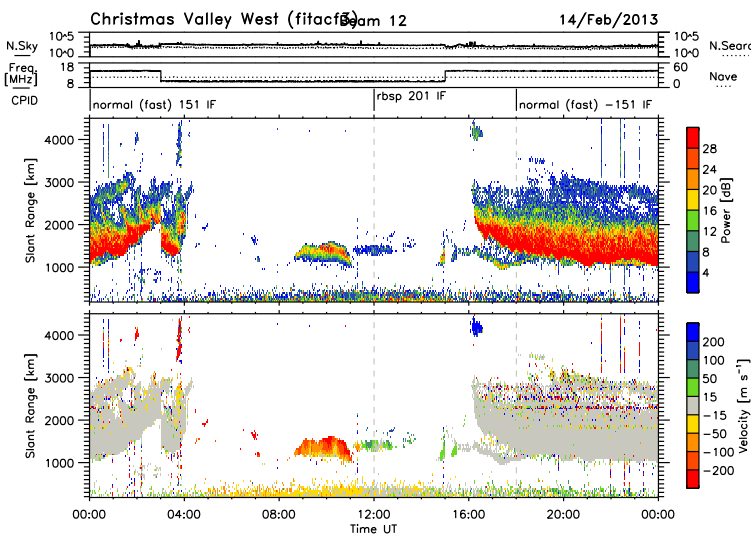 Christmas Valley West (fitacf3) Beam 12 14/Feb/2013
N.Sky 10^5 10^0 10^5 10^0 N.Sear
Freq. [MHz] 18 8 60 0 Nave
CPID normal (fast) 151 IF rbsp 201 IF normal (fast) -151 IF
Slant Range [km] 4000 3000 2000 1000
28 24 20 16 12 8 4 Power [dB]
Slant Range [km] 4000 3000 2000 1000
200 100 50 15 -15 -50 -100 -200 Velocity [m s⁻¹]
00:00 04:00 08:00 12:00 16:00 20:00 00:00
Time UT